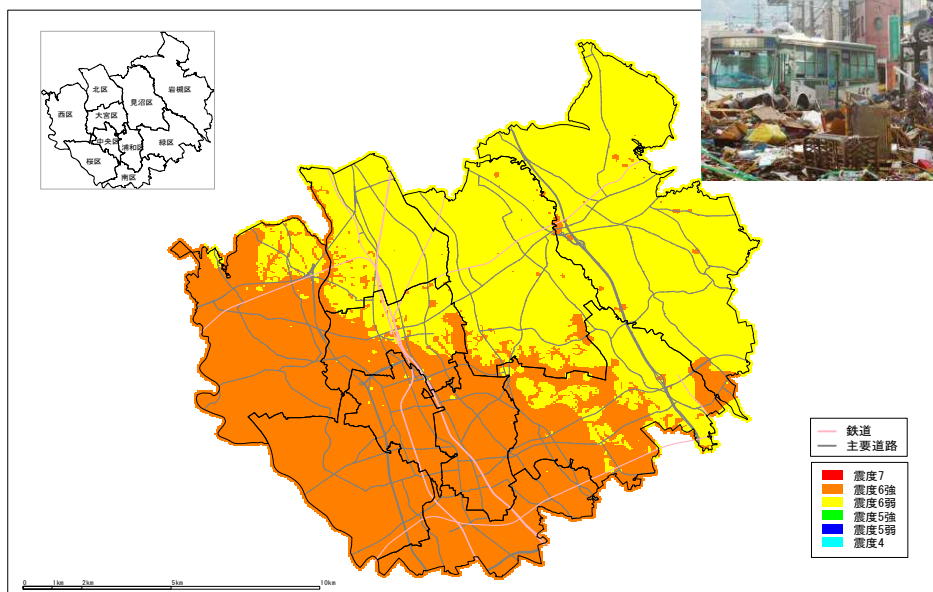 北区
岩槻区
見沼区
西区
大宮区
中央区
浦和区
緑区
桜区
南区
鉄道
主要道路
震度7
震度6強
震度6弱
震度5強
震度5弱
震度4
0 1km 2km 5km 10km